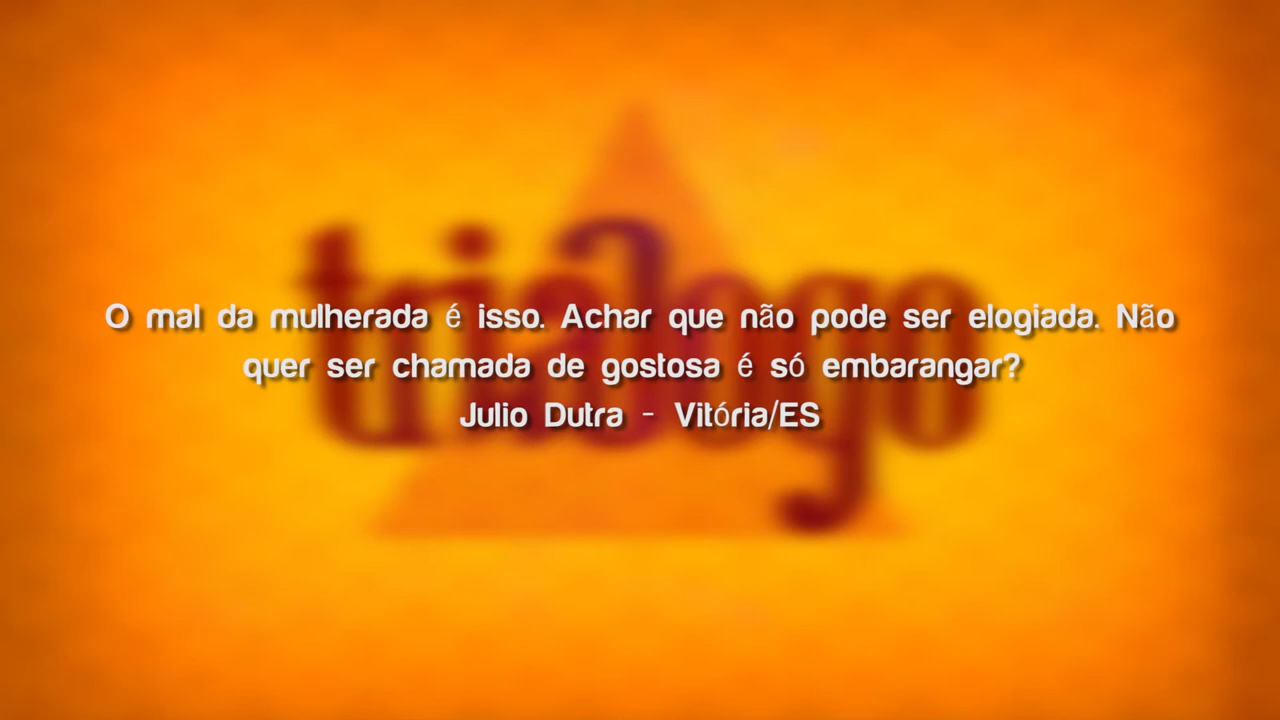 triálogo
O mal da mulherada é isso. Achar que não pode ser elogiada. Não
quer ser chamada de gostosa é só embarangar?
Julio Dutra - Vitória/ES